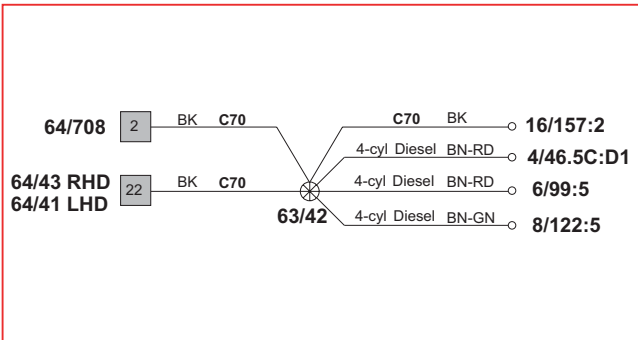 64/708 2 BK C70 C70 BK 16/157:2
4-cyl Diesel BN-RD 4/46.5C:D1
64/43 RHD
64/41 LHD 22 BK C70 4-cyl Diesel BN-RD 6/99:5
63/42 4-cyl Diesel BN-GN 8/122:5